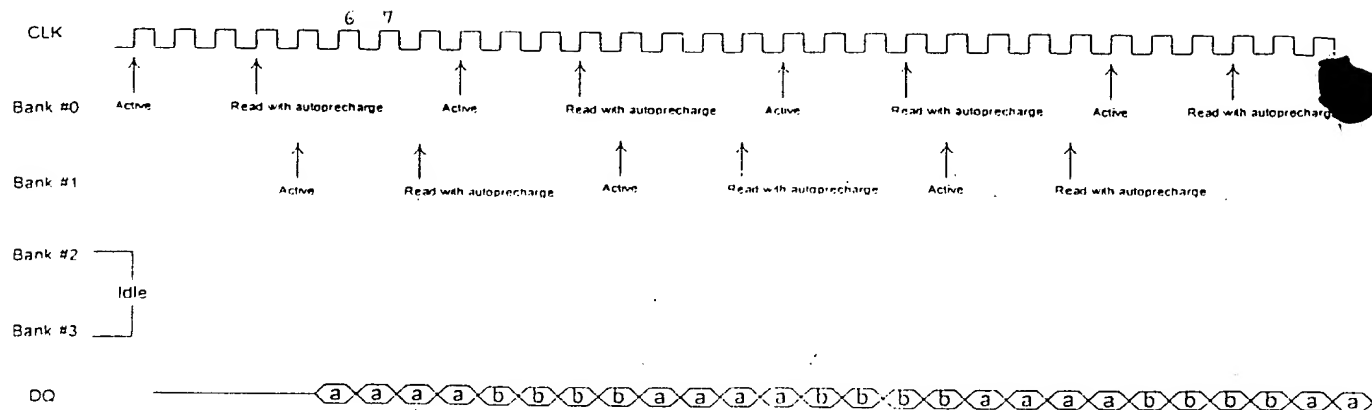 6 7
CLK
Bank #0 Active Read with autoprecharge Active Read with autoprecharge Active Read with autoprecharge Active Read with autoprecharge
Bank #1 Active Read with autoprecharge Active Read with autoprecharge Active Read with autoprecharge
Bank #2
Idle
Bank #3
DQ a a a a b b b b a a a a b b b b a a a a b b b b a a